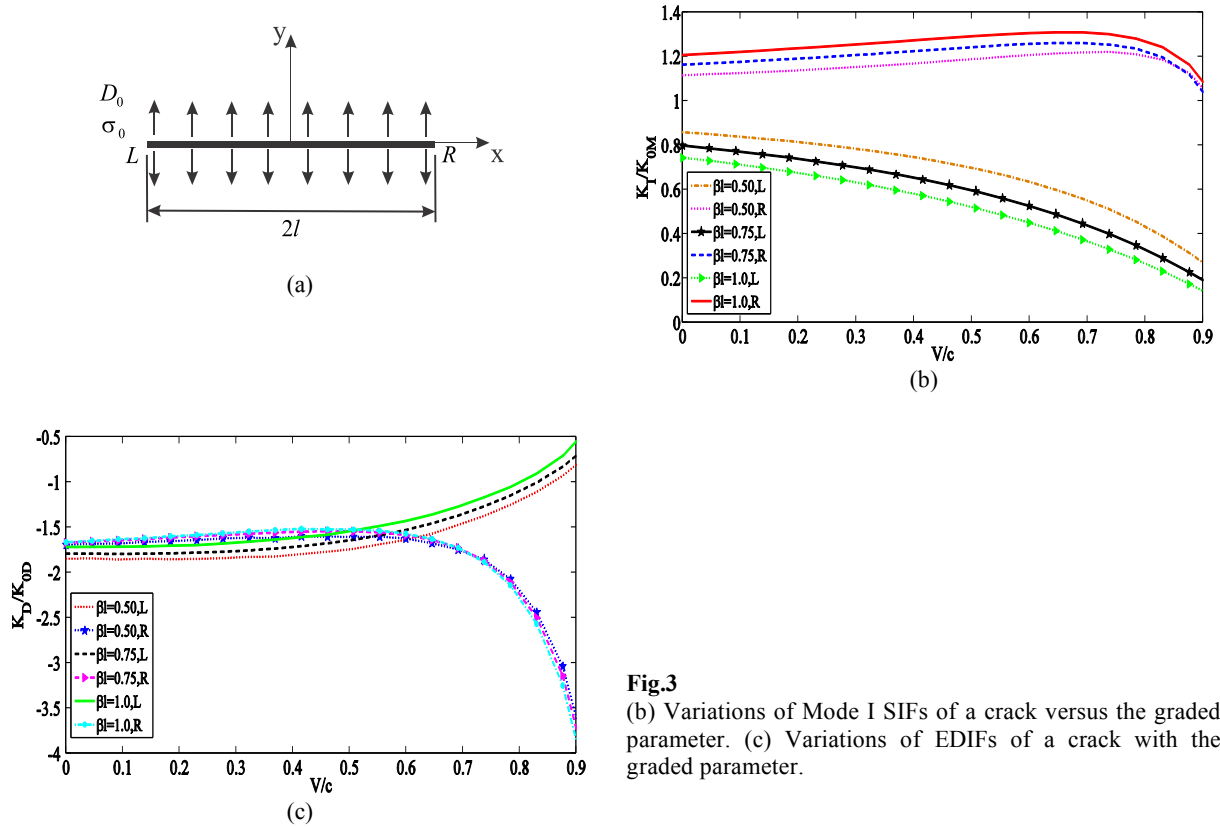 y
D₀
σ₀
L
R
x
2l
(a)
1.4
1.2
1
0.8
0.6
0.4
0.2
0
K_I/K_0M
βl=0.50,L
βl=0.50,R
βl=0.75,L
βl=0.75,R
βl=1.0,L
βl=1.0,R
0 0.1 0.2 0.3 0.4 0.5 0.6 0.7 0.8 0.9
V/c
(b)
-0.5
-1
-1.5
-2
-2.5
-3
-3.5
-4
K_D/K_0D
βl=0.50,L
βl=0.50,R
βl=0.75,L
βl=0.75,R
βl=1.0,L
βl=1.0,R
0 0.1 0.2 0.3 0.4 0.5 0.6 0.7 0.8 0.9
V/c
(c)
Fig.3
(b) Variations of Mode I SIFs of a crack versus the graded
parameter. (c) Variations of EDIFs of a crack with the
graded parameter.